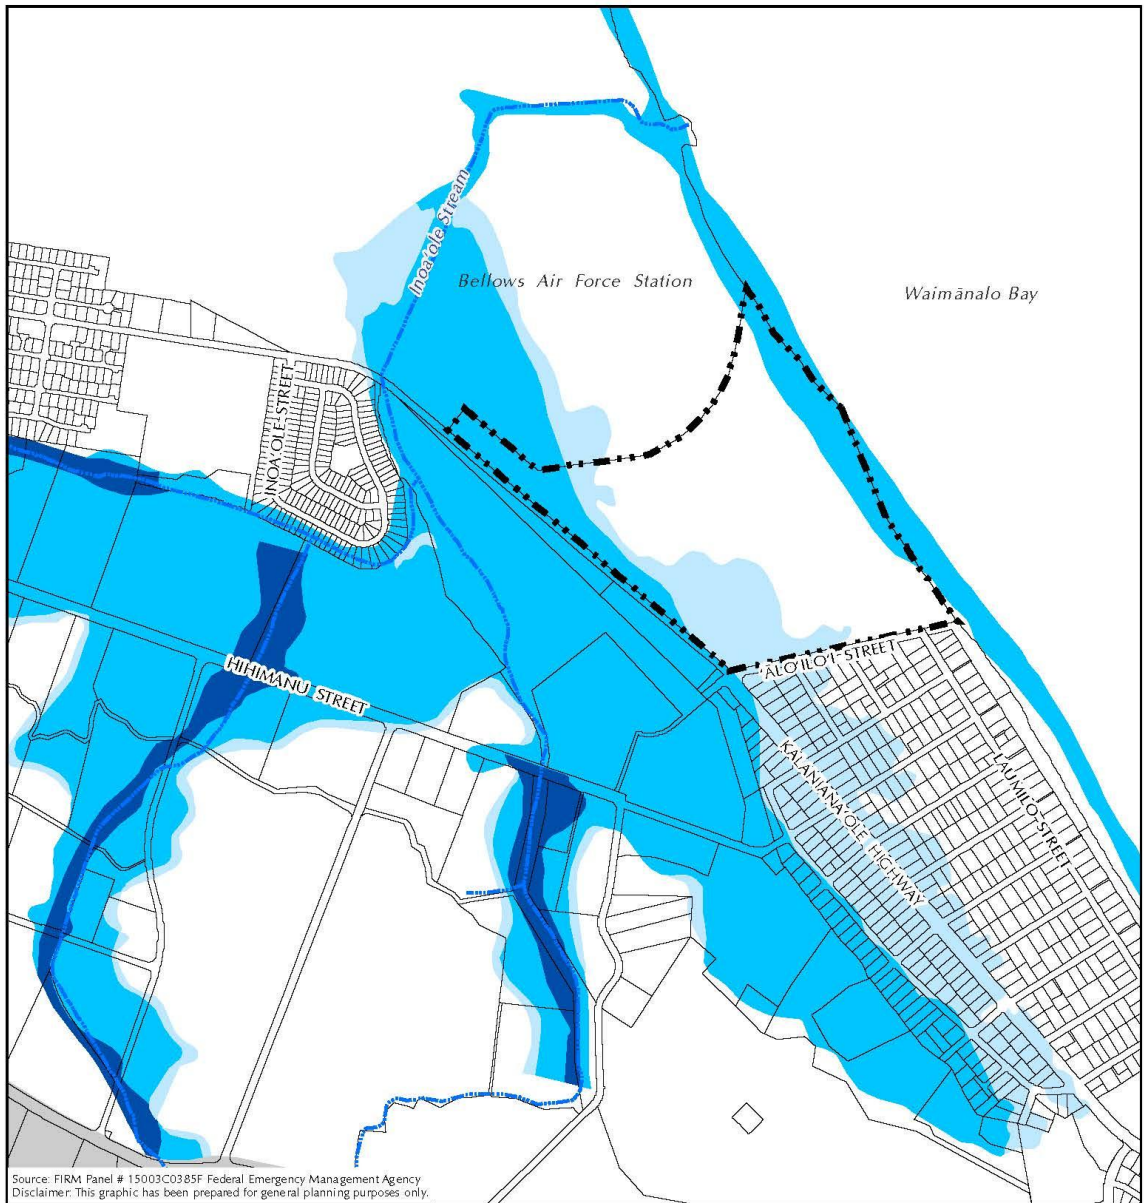 Inoa'ole Stream
Bellows Air Force Station
Waimānalo Bay
INOA'OLE STREET
HIHIMANU STREET
ALO'ILO'I STREET
KALANIANA'OLE HIGHWAY
LAUMILO STREET
Source: FIRM Panel # 15003C0385F Federal Emergency Management Agency
Disclaimer: This graphic has been prepared for general planning purposes only.